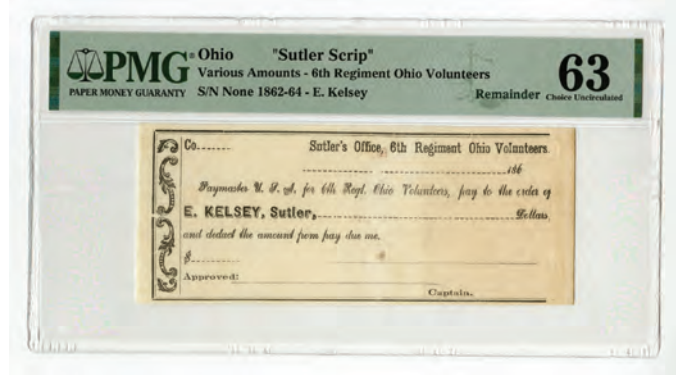 PMG
PAPER MONEY GUARANTY
Ohio "Sutler Scrip"
Various Amounts - 6th Regiment Ohio Volunteers
S/N None 1862-64 - E. Kelsey
Remainder
63
Choice Uncirculated
Co....... Sutler's Office, 6th Regiment Ohio Volunteers.
186
Paymaster U. S. A. for 6th Regt. Ohio Volunteers, pay to the order of
E. KELSEY, Sutler, Dollars,
and deduct the amount from pay due me.
$
Approved:
Captain.